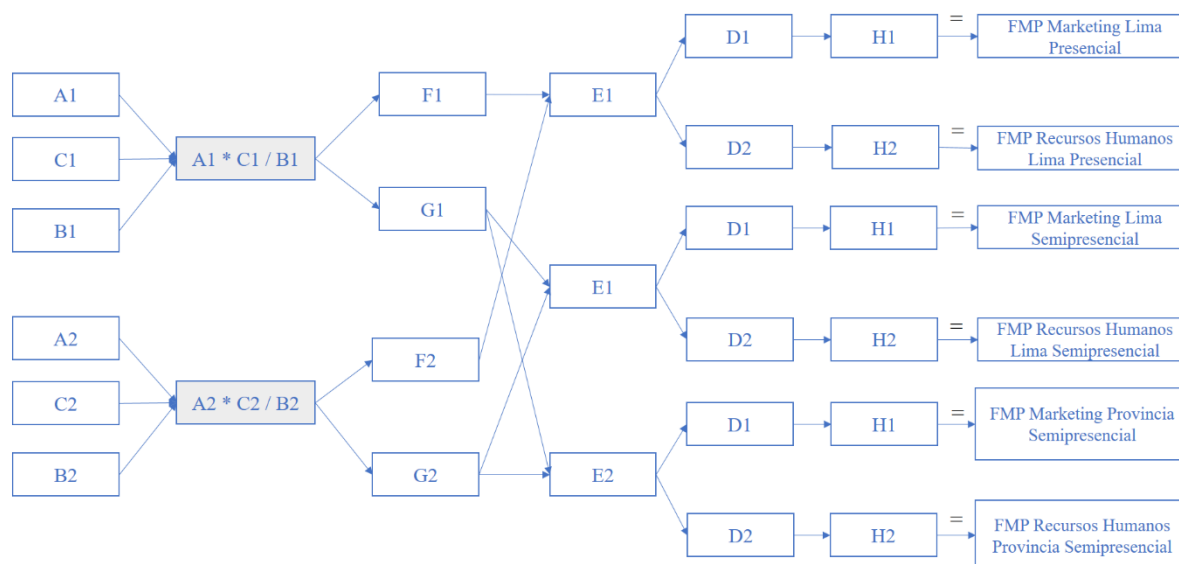 D1
H1
=
FMP Marketing Lima
Presencial
A1
F1
E1
C1
A1 * C1 / B1
D2
H2
=
FMP Recursos Humanos
Lima Presencial
B1
G1
D1
H1
=
FMP Marketing Lima
Semipresencial
E1
A2
F2
D2
H2
=
FMP Recursos Humanos
Lima Semipresencial
C2
A2 * C2 / B2
D1
H1
=
FMP Marketing Provincia
Semipresencial
B2
G2
E2
D2
H2
=
FMP Recursos Humanos
Provincia Semipresencial